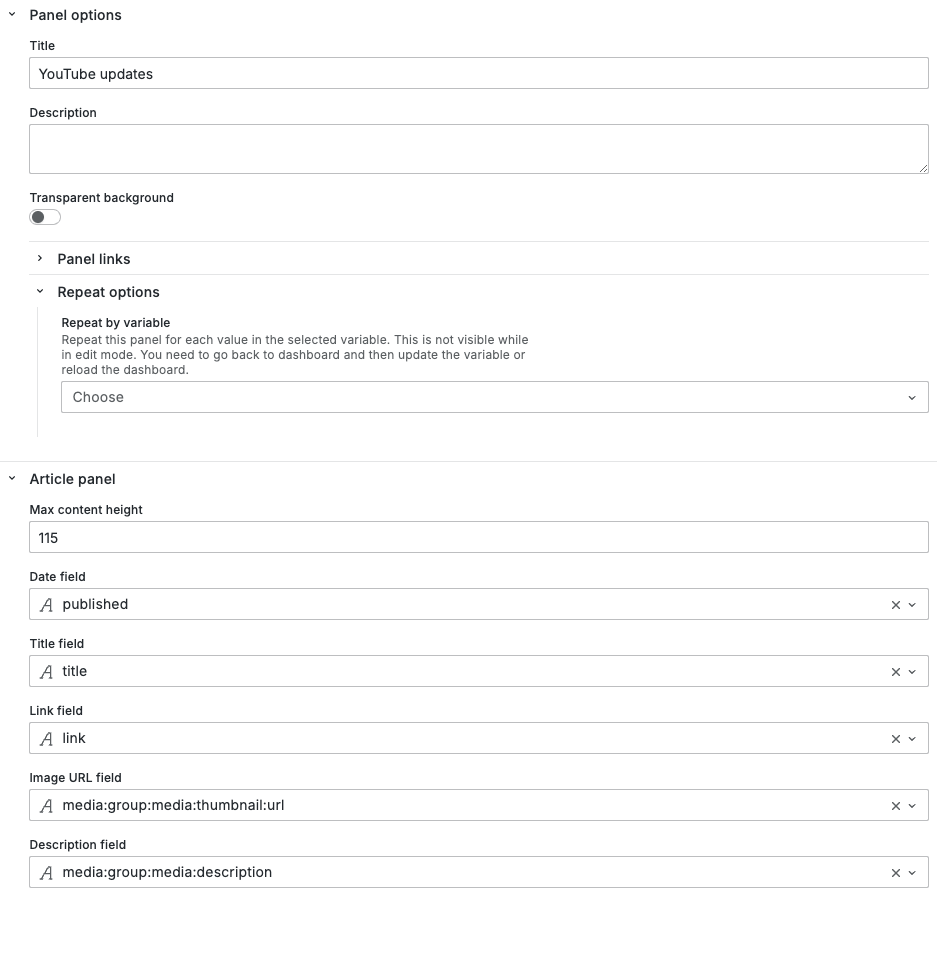 Panel options
Title
YouTube updates
Description
Transparent background
Panel links
Repeat options
Repeat by variable
Repeat this panel for each value in the selected variable. This is not visible while
in edit mode. You need to go back to dashboard and then update the variable or
reload the dashboard.
Choose
Article panel
Max content height
115
Date field
published
Title field
title
Link field
link
Image URL field
media:group:media:thumbnail:url
Description field
media:group:media:description